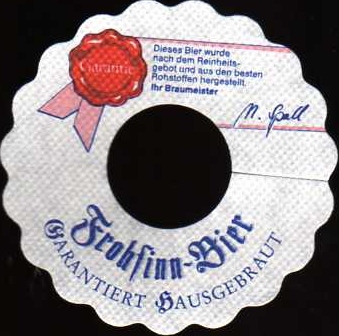 Garantie
Dieses Bier wurde
nach dem Reinheits-
gebot und aus den besten
Rohstoffen hergestellt.
Ihr Braumeister
N. Spall
Frohsinn-Bier
GARANTIERT HAUSGEBRAUT